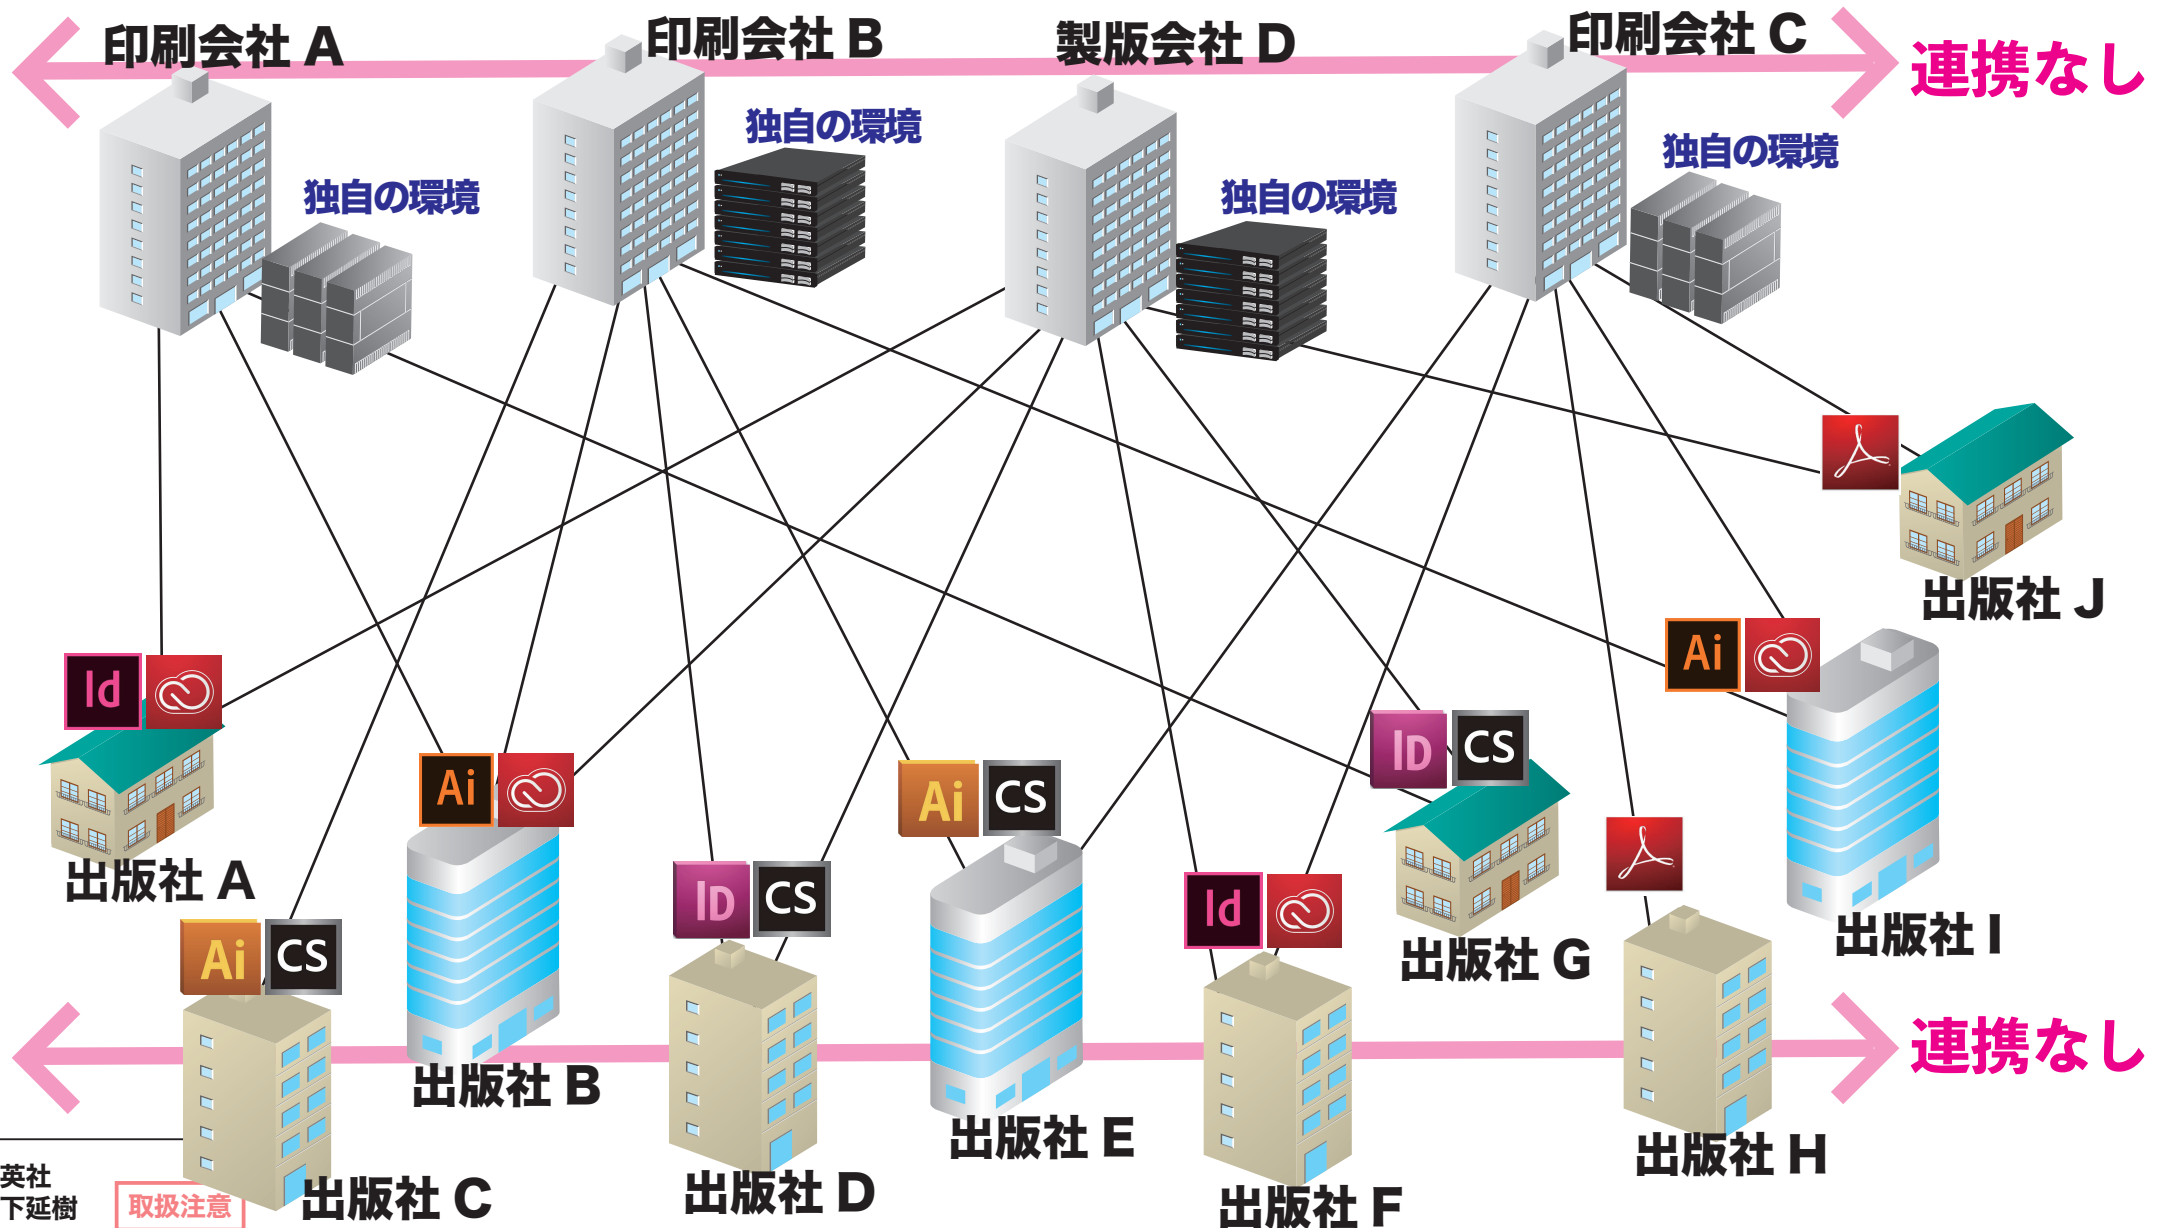 印刷会社 A
印刷会社 B
製版会社 D
印刷会社 C
連携なし
独自の環境
独自の環境
独自の環境
独自の環境
出版社 J
Ai
Id
ID
CS
Ai
Ai
CS
出版社 A
ID
CS
Id
出版社 I
出版社 G
Ai
CS
連携なし
出版社 B
出版社 E
出版社 H
英社
下延樹
取扱注意
出版社 C
出版社 D
出版社 F